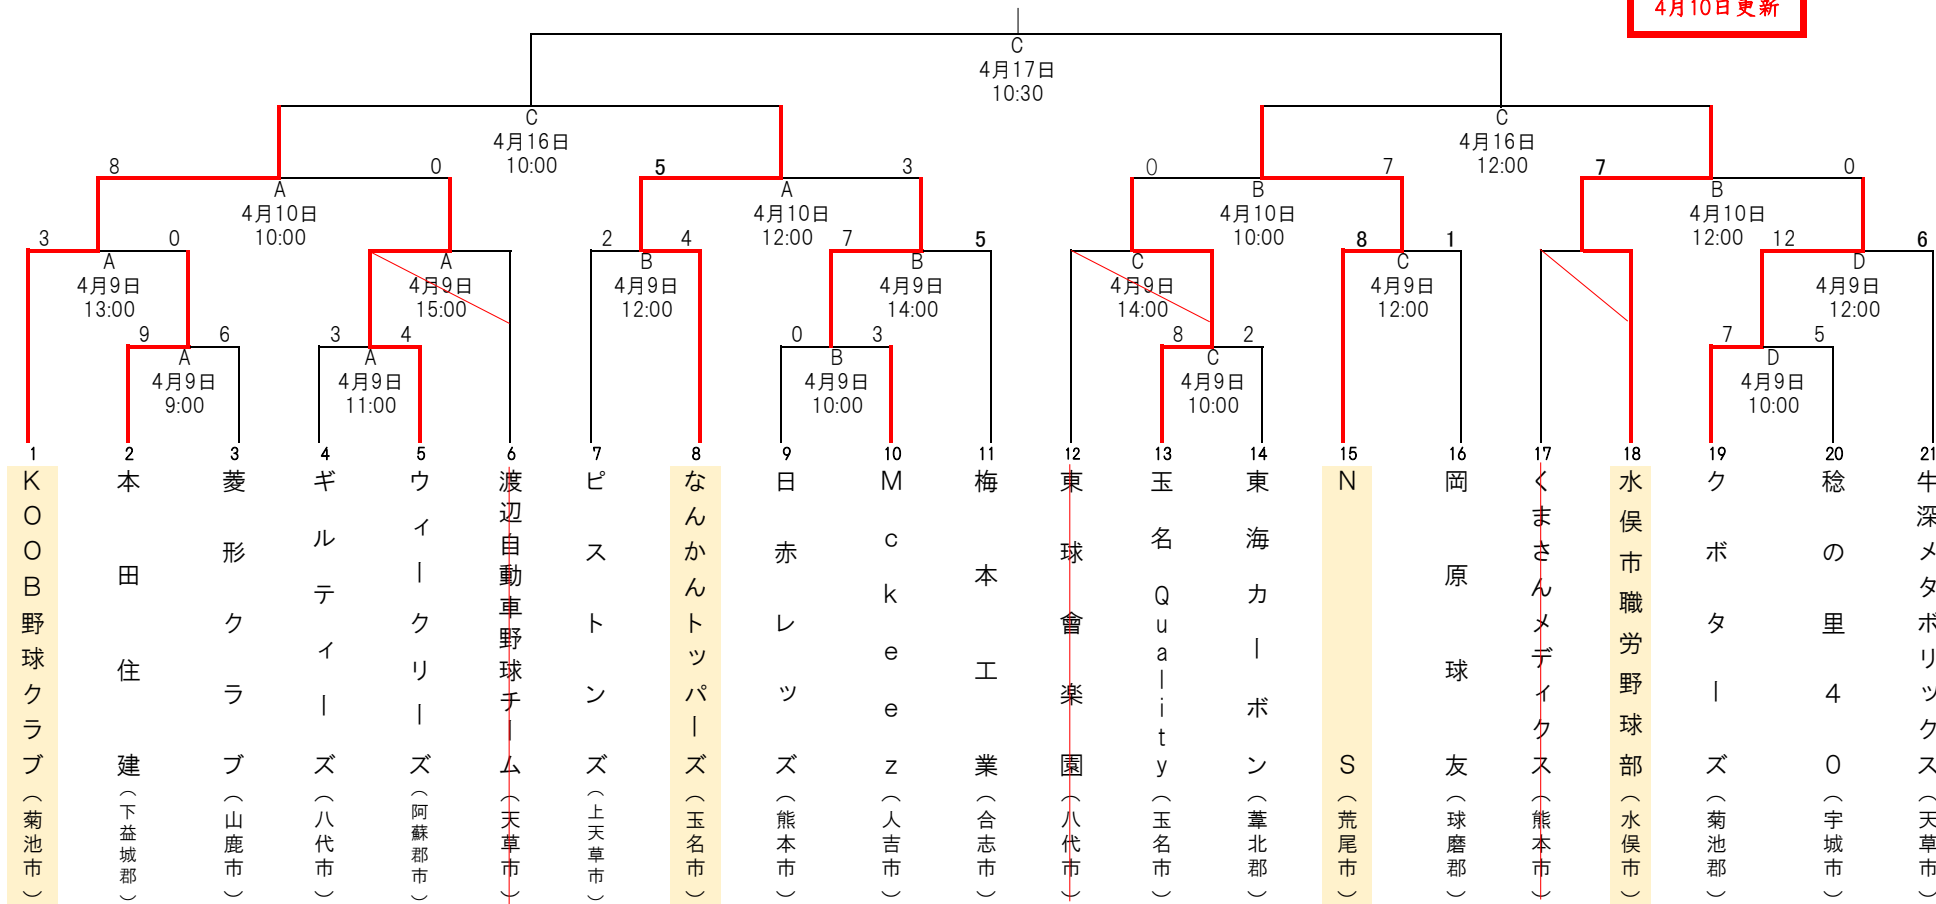 4月10日更新
C
4月17日
10:30
C
4月16日
10:00
C
4月16日
12:00
8
0
A
4月10日
10:00
5
3
A
4月10日
12:00
0
7
B
4月10日
10:00
7
0
B
4月10日
12:00
3
0
A
4月9日
13:00
A
4月9日
15:00
2
4
B
4月9日
12:00
7
5
B
4月9日
14:00
C
4月9日
14:00
8
1
C
4月9日
12:00
12
6
D
4月9日
12:00
9
6
A
4月9日
9:00
3
4
A
4月9日
11:00
0
3
B
4月9日
10:00
8
2
C
4月9日
10:00
7
5
D
4月9日
10:00
1
KOOB野球クラブ(菊池市)
2
本田住建(下益城郡)
3
菱形クラブ(山鹿市)
4
ギルティーズ(八代市)
5
ウィークリーズ(阿蘇郡市)
6
渡辺自動車野球チーム(天草市)
7
ピストンズ(上天草市)
8
なんかんトッパーズ(玉名市)
9
日赤レッズ(熊本市)
10
Mckeez(人吉市)
11
梅本工業(合志市)
12
東球會楽園(八代市)
13
玉名Quality(玉名市)
14
東海カーボン(葦北郡)
15
NS(荒尾市)
16
岡原球友(球磨郡)
17
くまさんメディクス(熊本市)
18
水俣市職労野球部(水俣市)
19
クボターズ(菊池郡)
20
稔の里40(宇城市)
21
牛深メタボリックス(天草市)